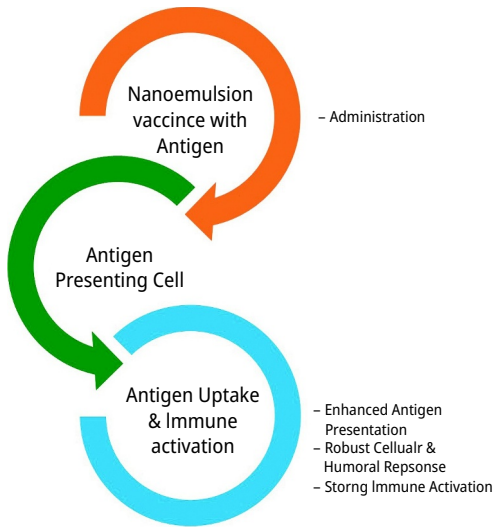 Nanoemulsion
vaccince with
Antigen
– Administration
Antigen
Presenting Cell
Antigen Uptake
& Immune
activation
– Enhanced Antigen
Presentation
– Robust Cellualr &
Humoral Repsonse
– Storng Immune Activation